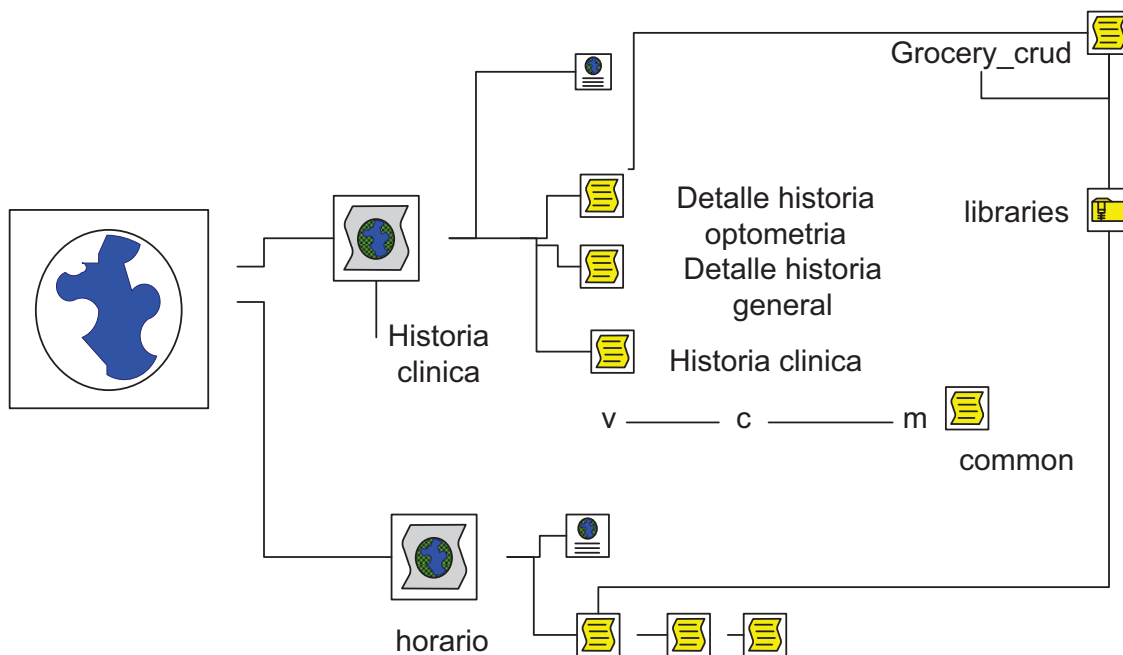 Grocery_crud
Detalle historia
optometria
libraries
Detalle historia
general
Historia
clinica
Historia clinica
v
c
m
common
horario